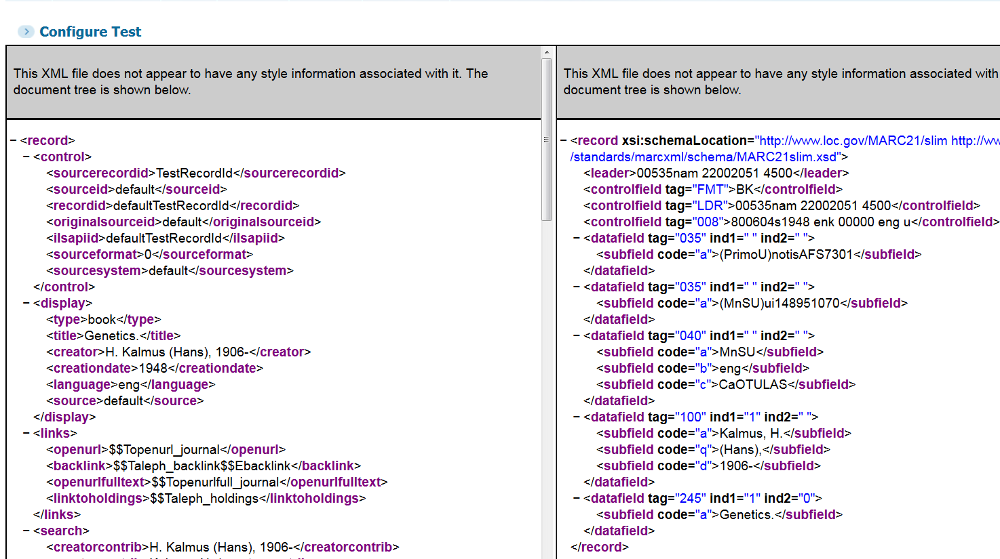 Configure Test
This XML file does not appear to have any style information associated with it. The
document tree is shown below.
− <record>
− <control>
<sourcerecordid>TestRecordId</sourcerecordid>
<sourceid>default</sourceid>
<recordid>defaultTestRecordId</recordid>
<originalsourceid>default</originalsourceid>
<ilsapiid>defaultTestRecordId</ilsapiid>
<sourceformat>0</sourceformat>
<sourcesystem>default</sourcesystem>
</control>
− <display>
<type>book</type>
<title>Genetics.</title>
<creator>H. Kalmus (Hans), 1906-</creator>
<creationdate>1948</creationdate>
<language>eng</language>
<source>default</source>
</display>
− <links>
<openurl>$$Topenurl_journal</openurl>
<backlink>$$Taleph_backlink$$Ebacklink</backlink>
<openurlfulltext>$$Topenurlfull_journal</openurlfulltext>
<linktoholdings>$$Taleph_holdings</linktoholdings>
</links>
− <search>
<creatorcontrib>H. Kalmus (Hans), 1906-</creatorcontrib>
This XML file does not appear to have any style information associated with
document tree is shown below.
− <record xsi:schemaLocation="http://www.loc.gov/MARC21/slim http://ww
/standards/marcxml/schema/MARC21slim.xsd">
<leader>00535nam 22002051 4500</leader>
<controlfield tag="FMT">BK</controlfield>
<controlfield tag="LDR">00535nam 22002051 4500</controlfield>
<controlfield tag="008">800604s1948 enk 00000 eng u</controlfield>
− <datafield tag="035" ind1=" " ind2=" ">
<subfield code="a">(PrimoU)notisAFS7301</subfield>
</datafield>
− <datafield tag="035" ind1=" " ind2=" ">
<subfield code="a">(MnSU)ui148951070</subfield>
</datafield>
− <datafield tag="040" ind1=" " ind2=" ">
<subfield code="a">MnSU</subfield>
<subfield code="b">eng</subfield>
<subfield code="c">CaOTULAS</subfield>
</datafield>
− <datafield tag="100" ind1="1" ind2=" ">
<subfield code="a">Kalmus, H.</subfield>
<subfield code="q">(Hans),</subfield>
<subfield code="d">1906-</subfield>
</datafield>
− <datafield tag="245" ind1="1" ind2="0">
<subfield code="a">Genetics.</subfield>
</datafield>
</record>